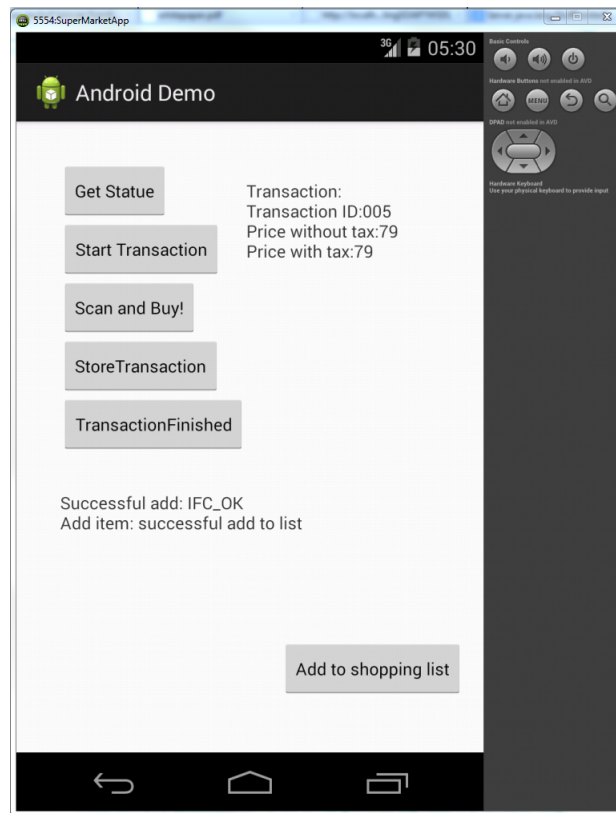 5554:SuperMarketApp
3G 05:30
Android Demo
Get Statue
Start Transaction
Scan and Buy!
StoreTransaction
TransactionFinished
Transaction:
Transaction ID:005
Price without tax:79
Price with tax:79
Successful add: IFC_OK
Add item: successful add to list
Add to shopping list
Basic Controls
Hardware Buttons not enabled in AVD
MENU
DPAD not enabled in AVD
Hardware Keyboard
Use your physical keyboard to provide input